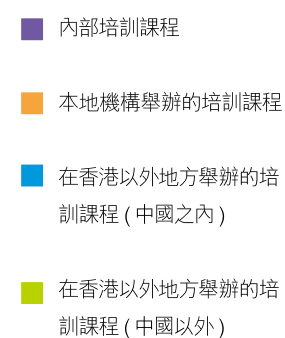 內部培訓課程
本地機構舉辦的培訓課程
在香港以外地方舉辦的培
訓課程 ( 中國之內 )
在香港以外地方舉辦的培
訓課程 ( 中國以外 )